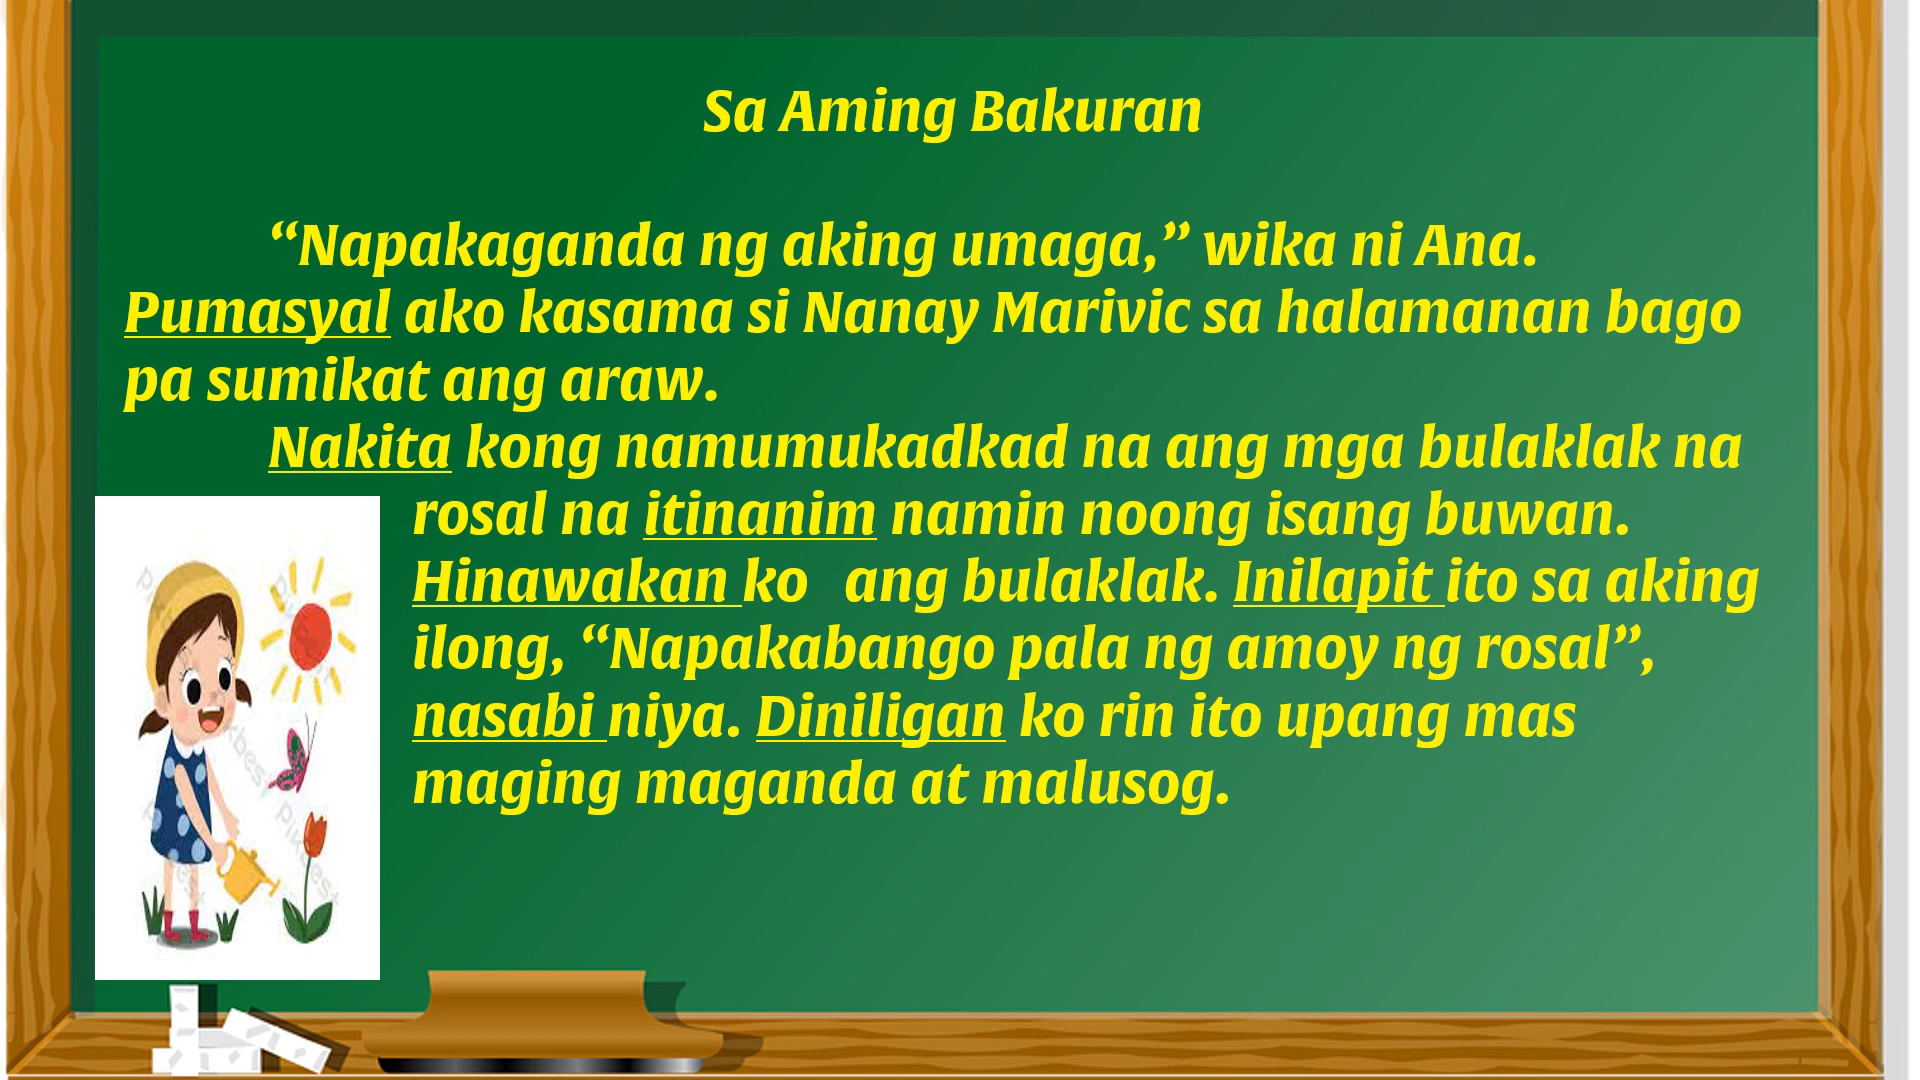 Sa Aming Bakuran
“Napakaganda ng aking umaga,” wika ni Ana.
Pumasyal ako kasama si Nanay Marivic sa halamanan bago
pa sumikat ang araw.
Nakita kong namumukadkad na ang mga bulaklak na
rosal na itinanim namin noong isang buwan.
Hinawakan ko ang bulaklak. Inilapit ito sa aking
ilong, “Napakabango pala ng amoy ng rosal”,
nasabi niya. Diniligan ko rin ito upang mas
maging maganda at malusog.